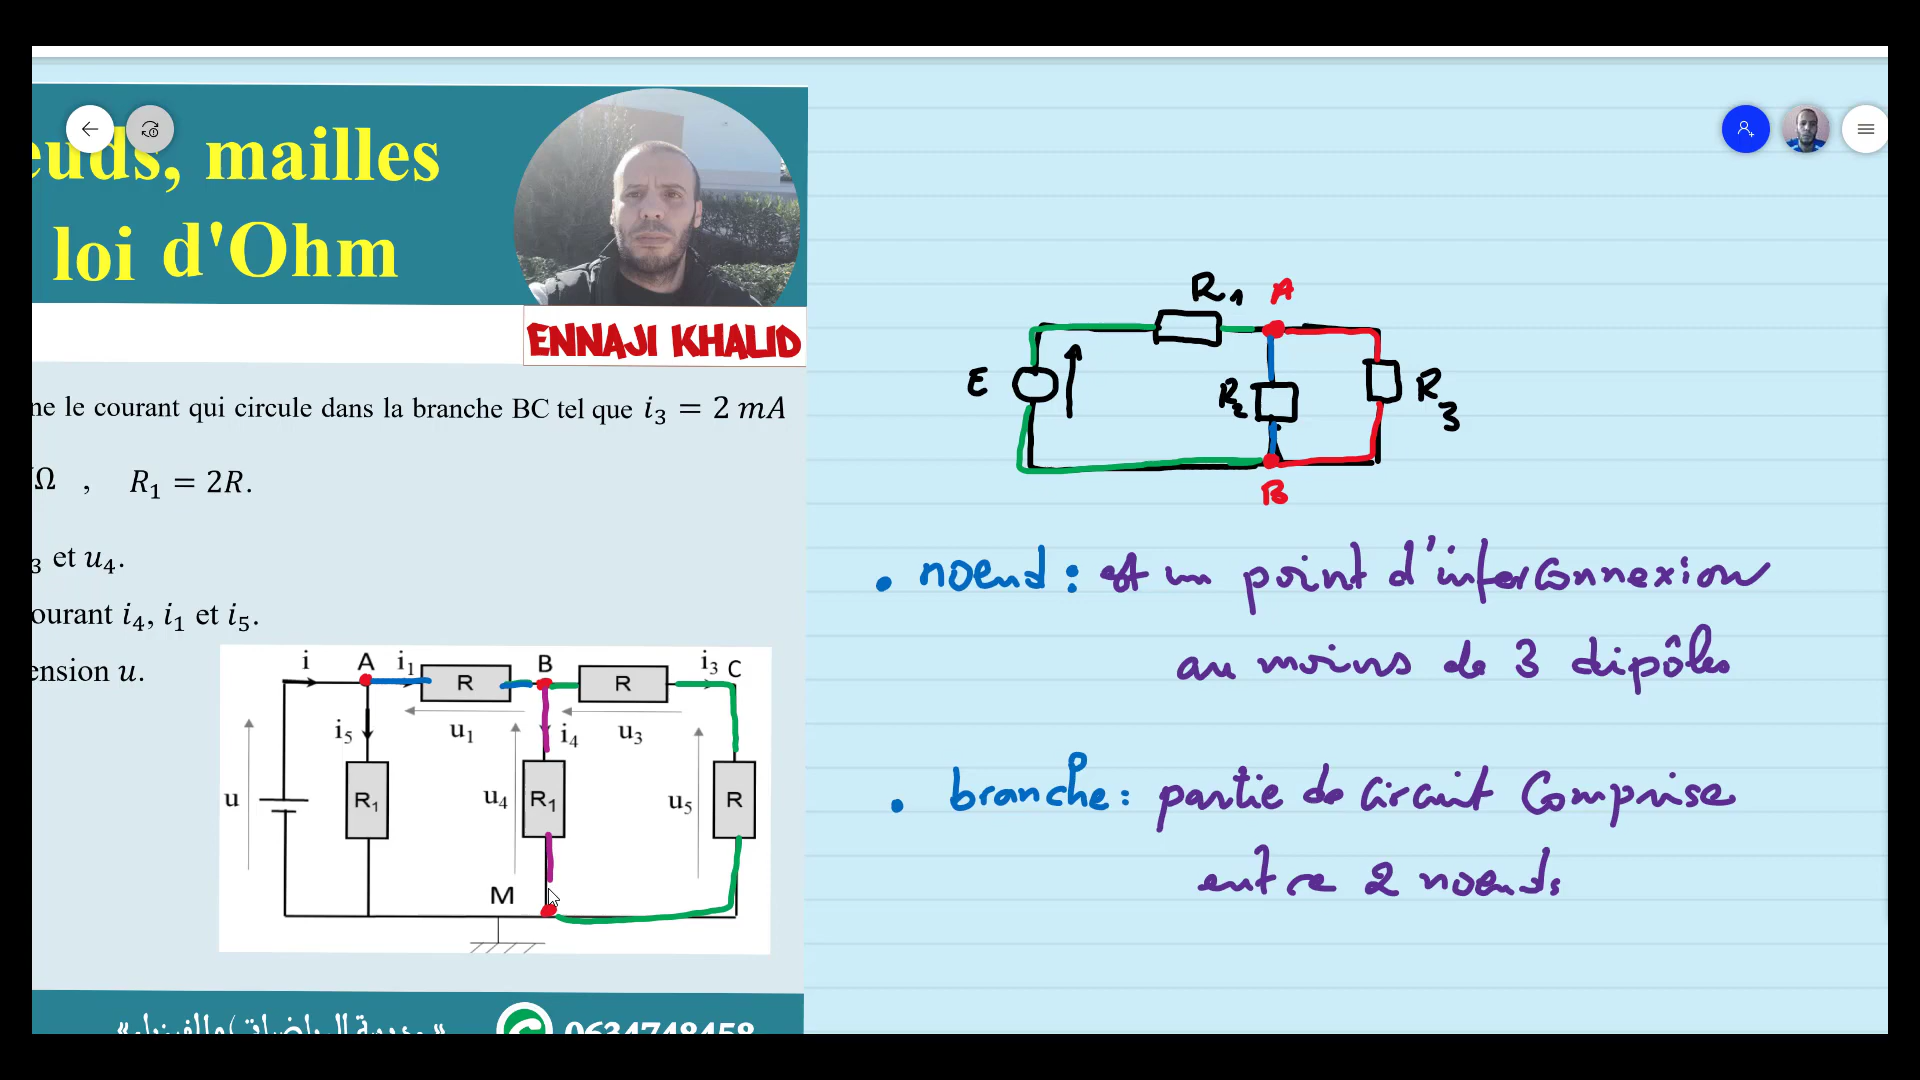 euds, mailles
loi d'Ohm
ENNAJI KHALID
ne le courant qui circule dans la branche BC tel que i₃ = 2 mA
Ω , R₁ = 2R.
₃ et u₄.
ourant i₄, i₁ et i₅.
ension u.
i A i₁ R B R i₃ C
i₅ u₁ i₄ u₃
u R₁ u₄ R₁ u₅ R
M
0634748458
R₁ A
E R₂ R₃
B
• noeud : est un point d'interconnexion
au moins de 3 dipôles
• branche : partie de circuit comprise
entre 2 noeuds